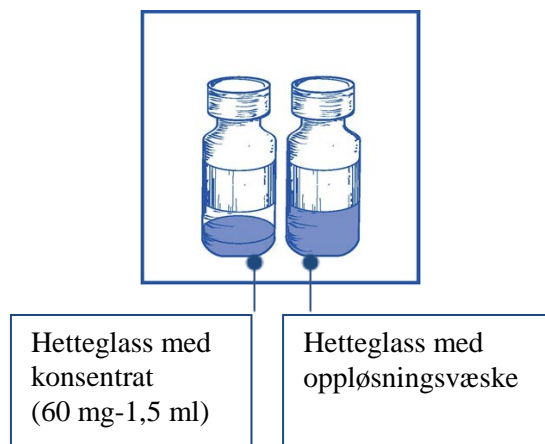 Hetteglass med
konsentrat
(60 mg-1,5 ml)
Hetteglass med
oppløsningsvæske